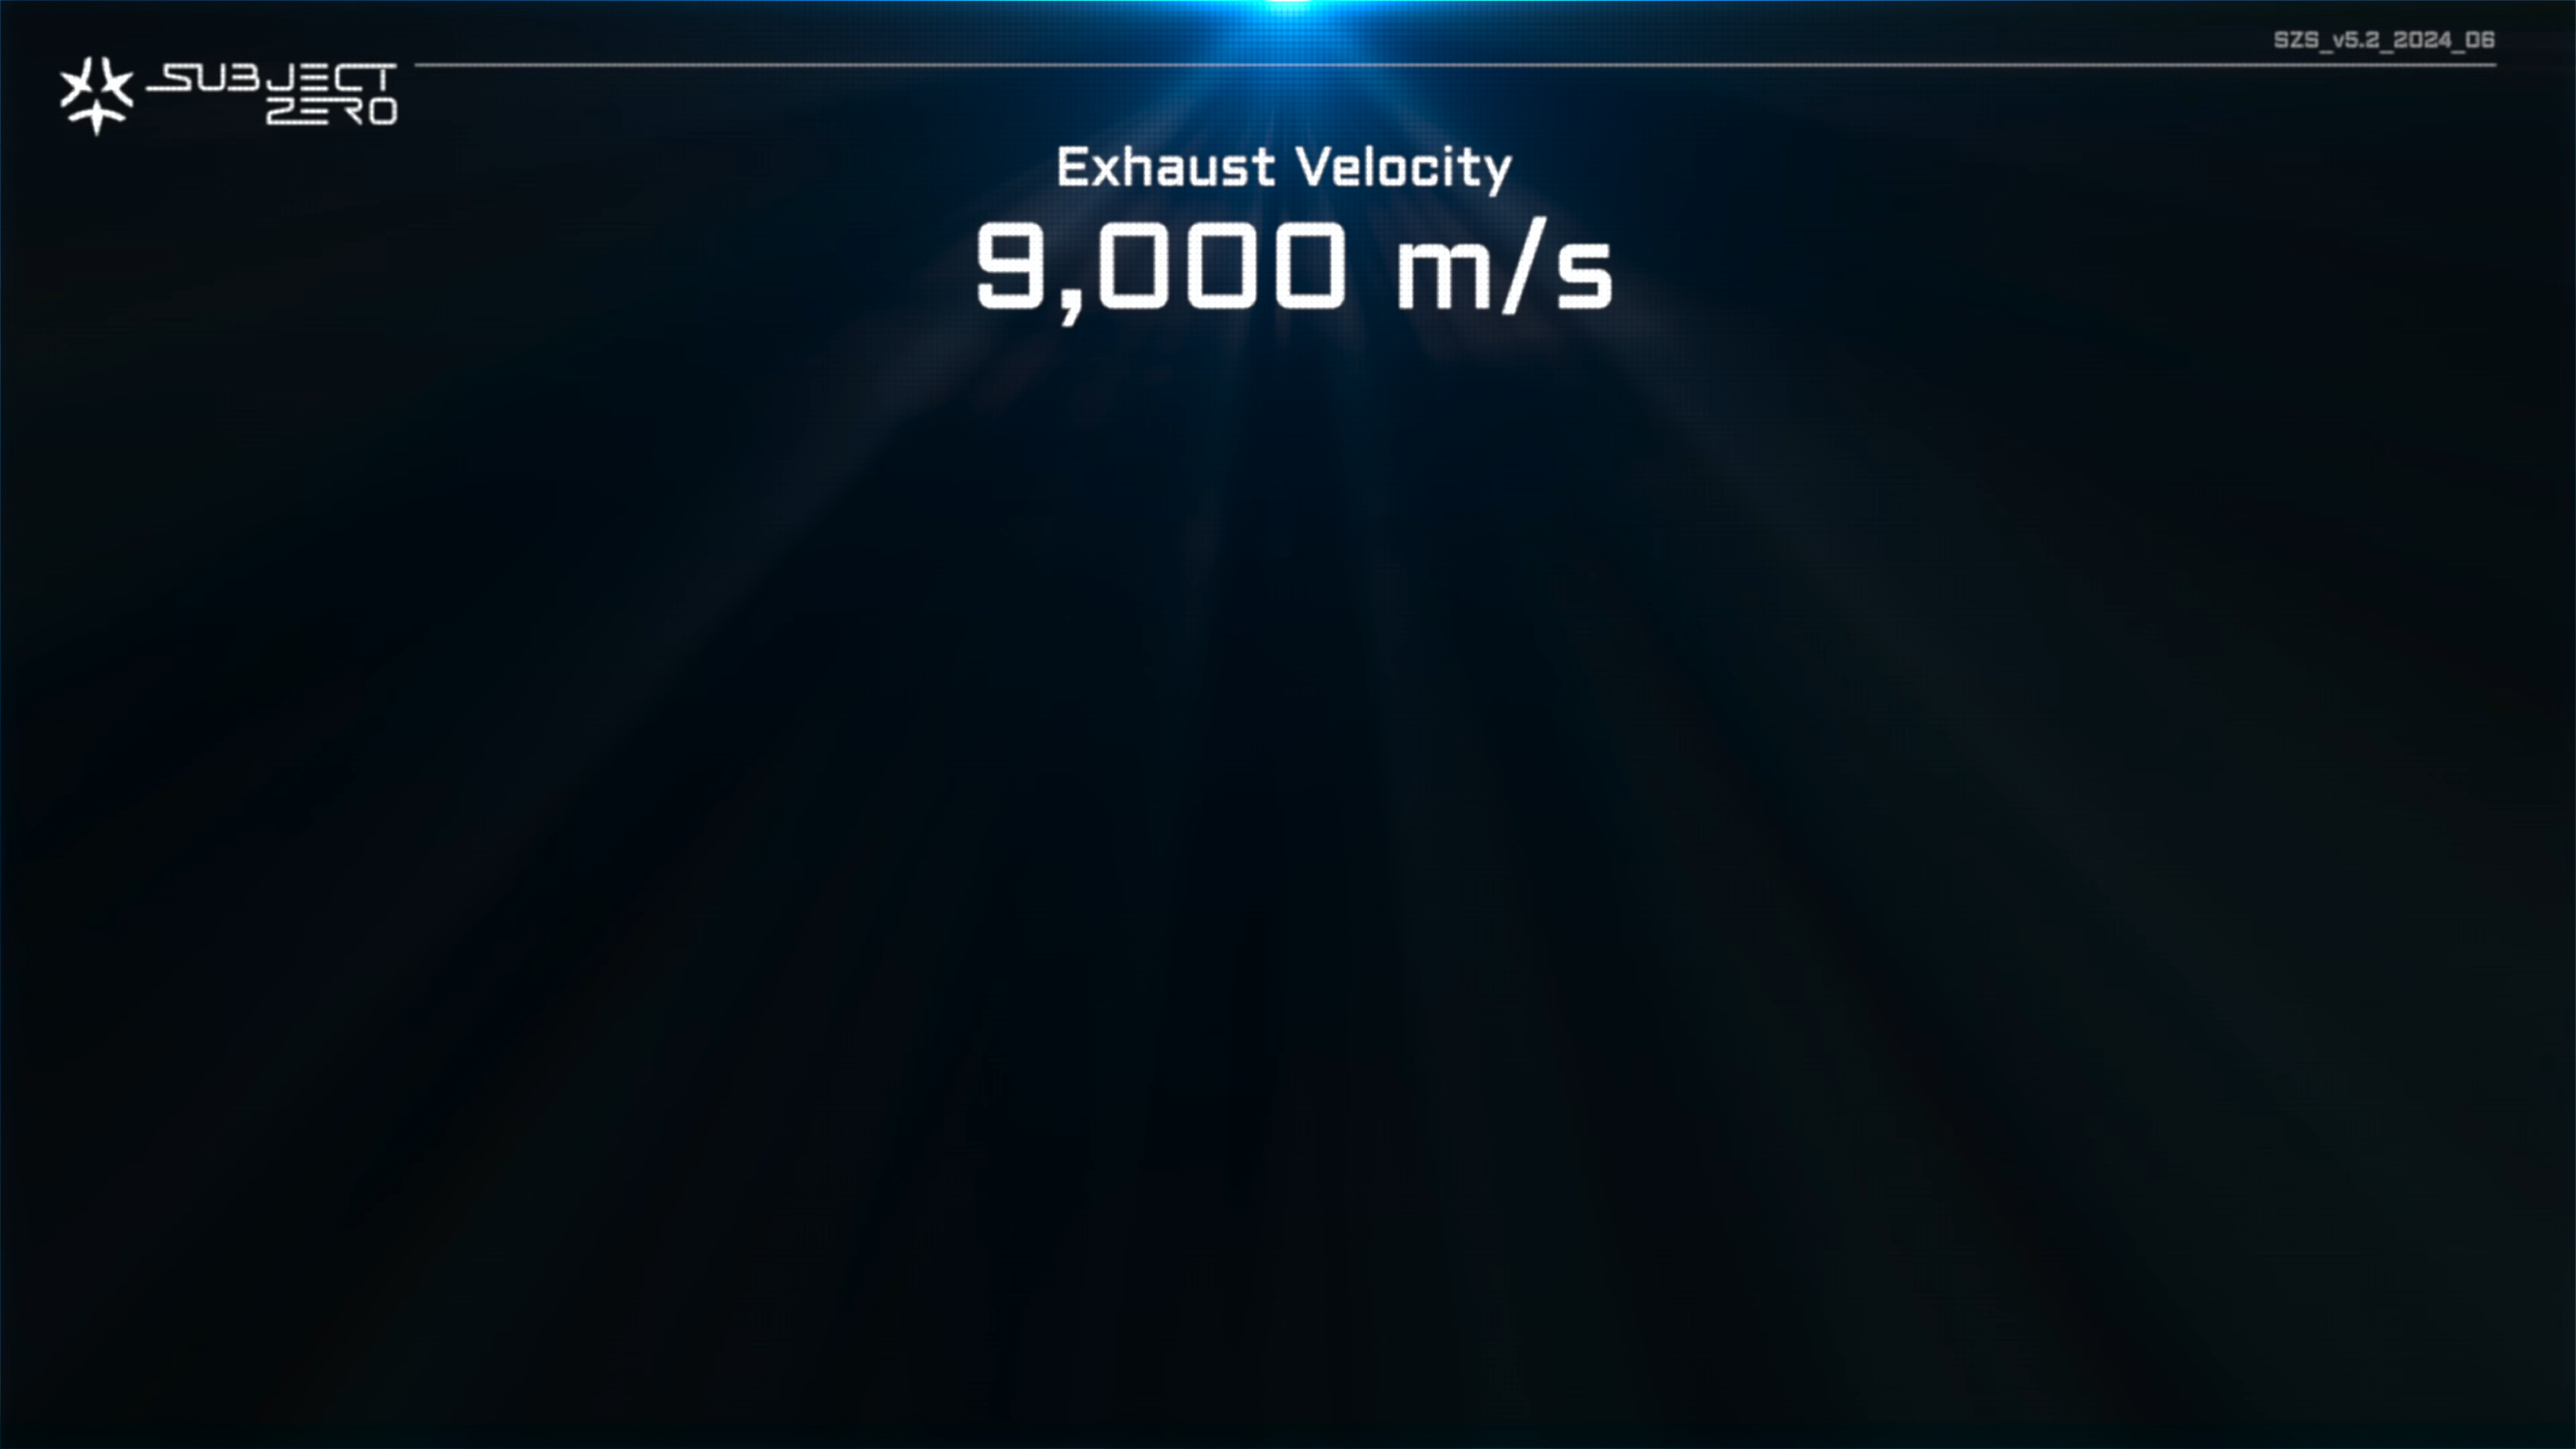 SUBJECT
ZERO
SZS_v5.2_2024_06
Exhaust Velocity
9,000 m/s